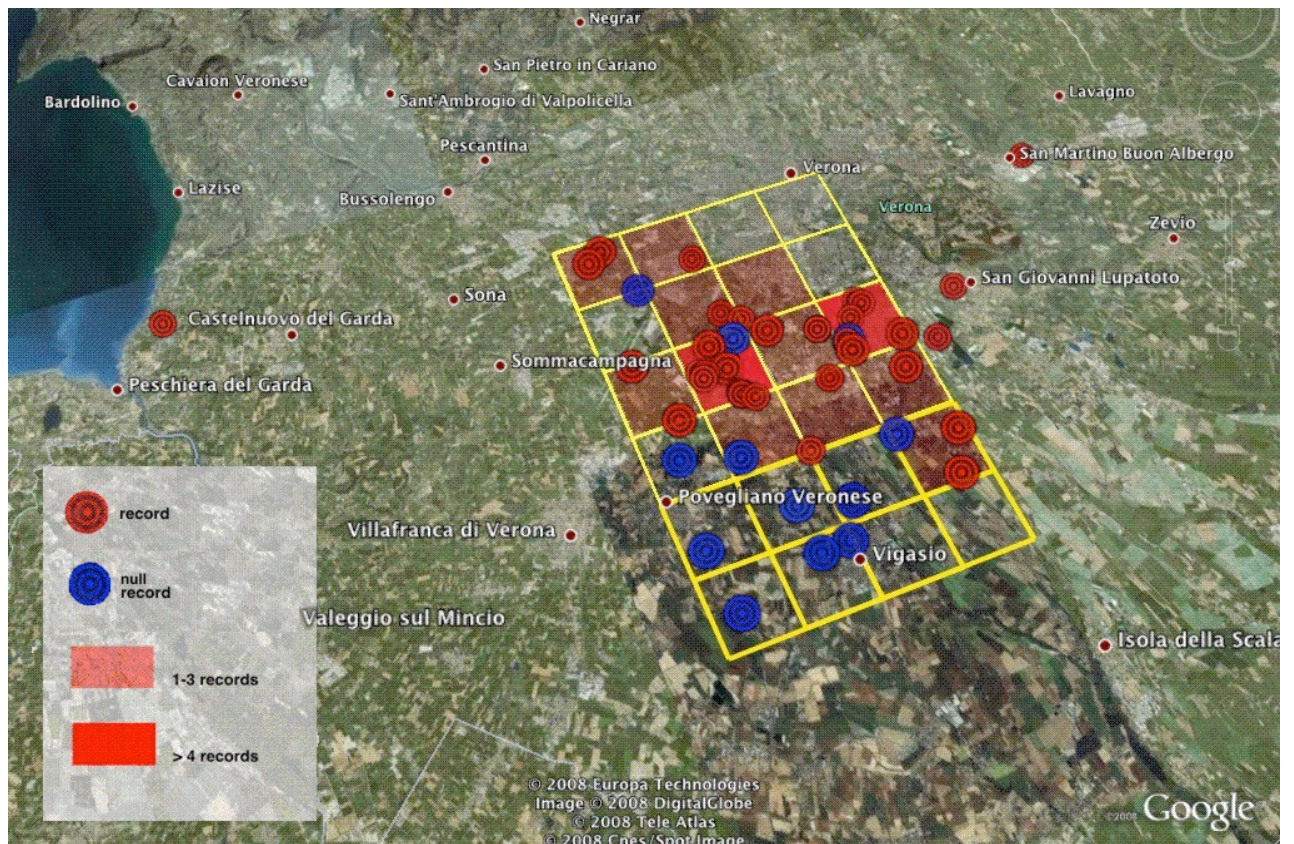 Negrar
San Pietro in Cariano
Cavaion Veronese
Bardolino
Sant'Ambrogio di Valpolicella
Lavagno
Pescantina
San Martino Buon Albergo
Verona
Lazise
Bussolengo
Verona
Zevio
San Giovanni Lupatoto
Sona
Castelnuovo del Garda
Sommacampagna
Peschiera del Garda
Povegliano Veronese
record
Villafranca di Verona
Vigasio
null
record
Valeggio sul Mincio
Isola della Scala
1-3 records
> 4 records
© 2008 Europa Technologies
Image © 2008 DigitalGlobe
© 2008 Tele Atlas
© 2008 Cnes/Spot Image
©2008 Google